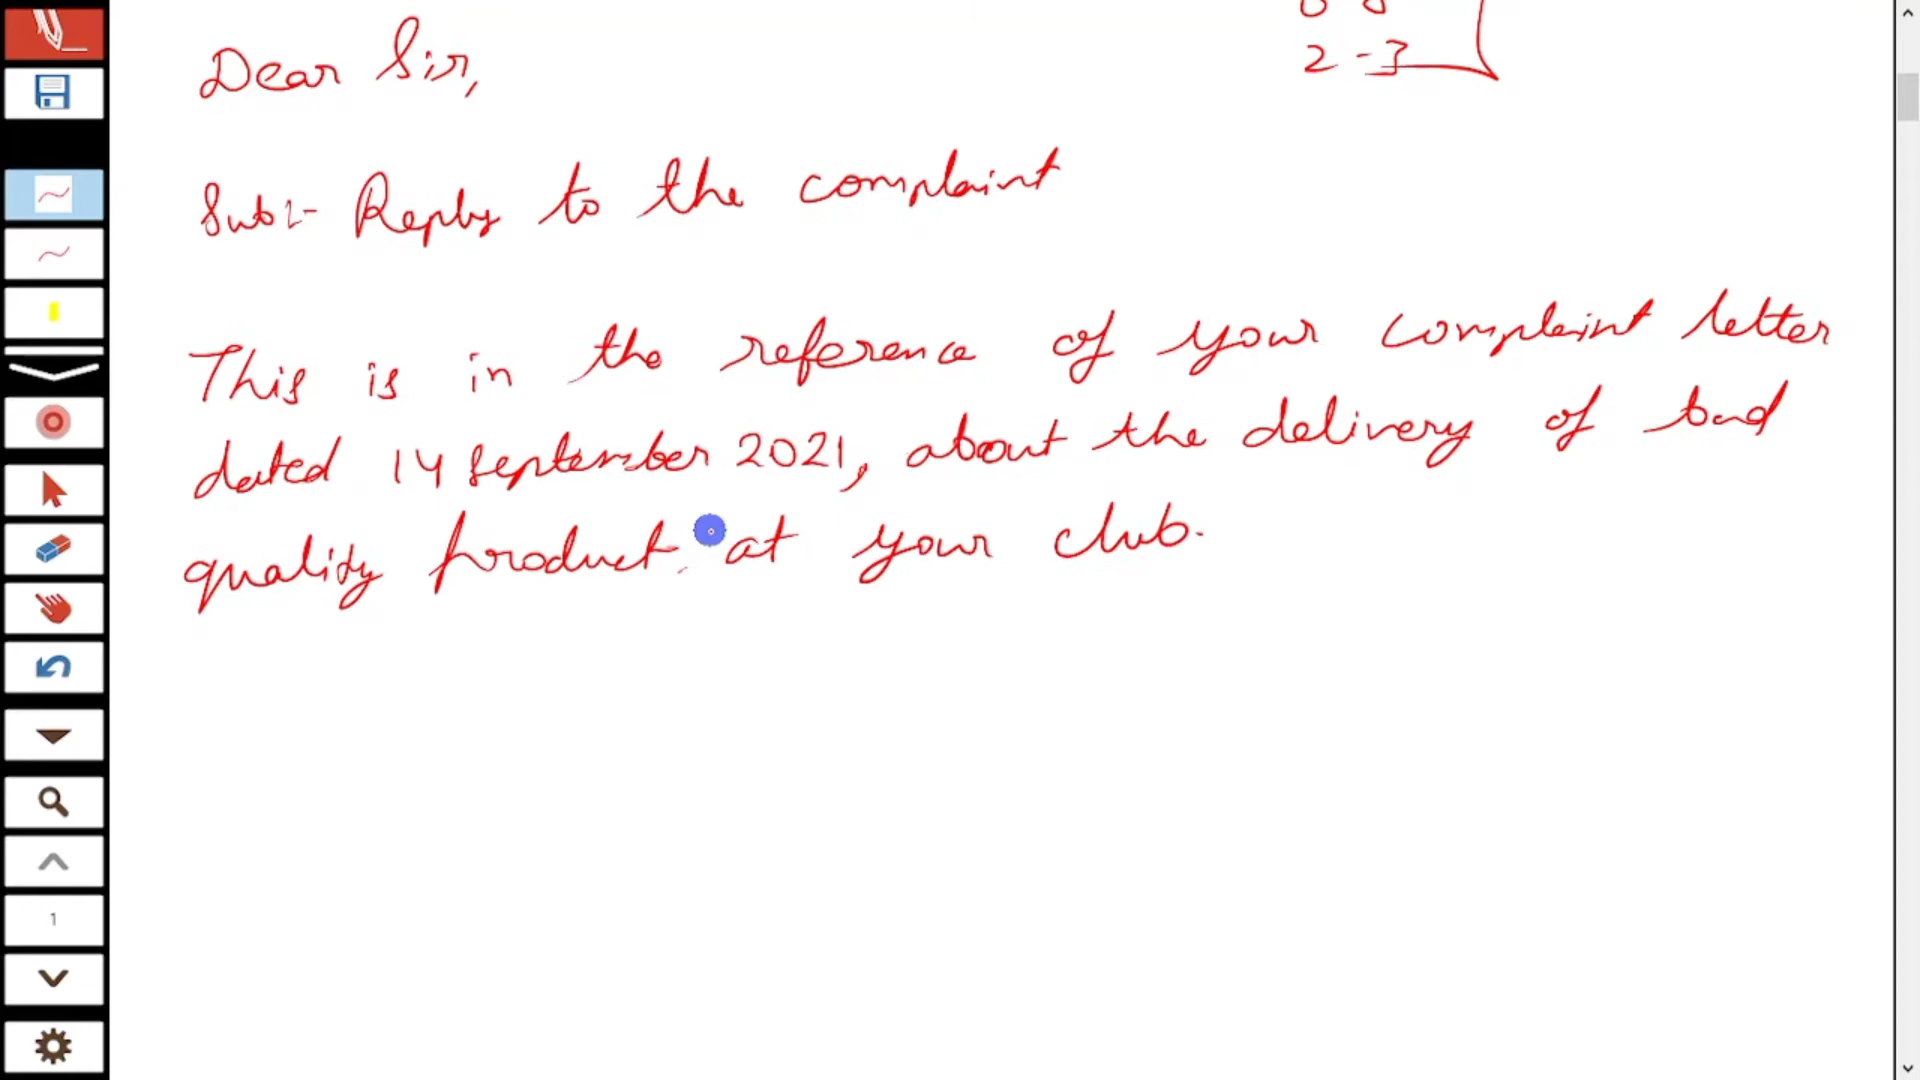 2 - 3
Dear Sir,
Sub:- Reply to the complaint
This is in the reference of your complaint letter
dated 14 September 2021, about the delivery of bad
quality product at your club.
1